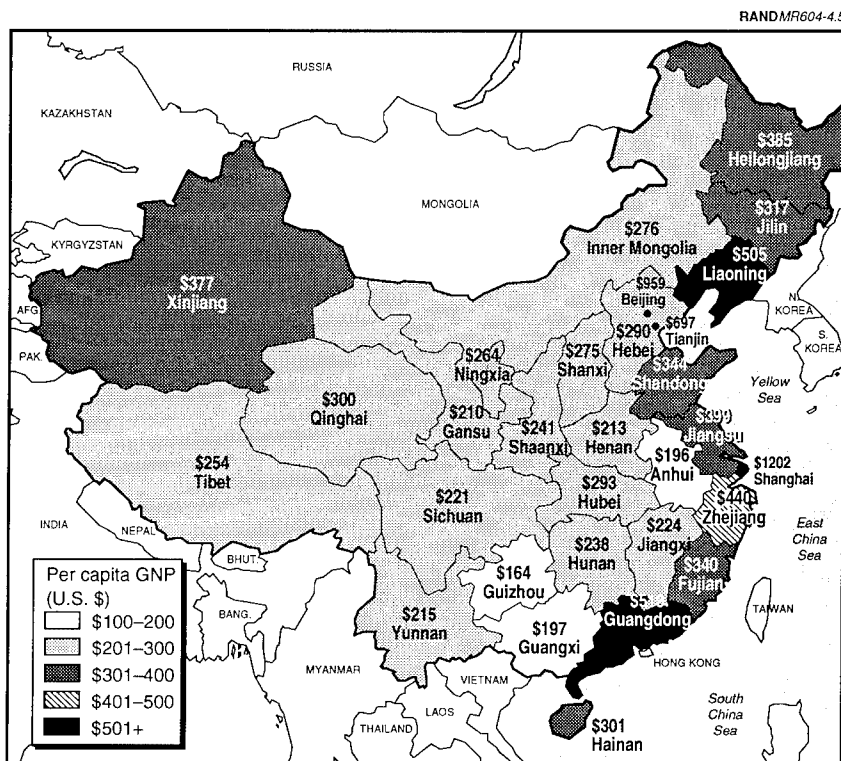 RANDMR604-4.5
RUSSIA
KAZAKHSTAN
MONGOLIA
KYRGYZSTAN
AFG.
PAK.
$385
Heilongjiang
$317
Jilin
$276
Inner Mongolia
$505
Liaoning
$377
Xinjiang
$959
Beijing
N.
KOREA
S.
KOREA
$697
Tianjin
$290
Hebei
$264
Ningxia
$275
Shanxi
$344
Shandong
Yellow
Sea
$300
Qinghai
$210
Gansu
$241
Shaanxi
$213
Henan
$399
Jiangsu
$196
Anhui
$1202
Shanghai
$254
Tibet
$221
Sichuan
$293
Hubei
$440
Zhejiang
INDIA
NEPAL
BHUT.
BANG.
$224
Jiangxi
$238
Hunan
East
China
Sea
$164
Guizhou
$340
Fujian
Guangdong
$215
Yunnan
$197
Guangxi
TAIWAN
HONG KONG
MYANMAR
VIETNAM
LAOS
THAILAND
South
China
Sea
$301
Hainan
Per capita GNP
(U.S. $)
$100–200
$201–300
$301–400
$401–500
$501+